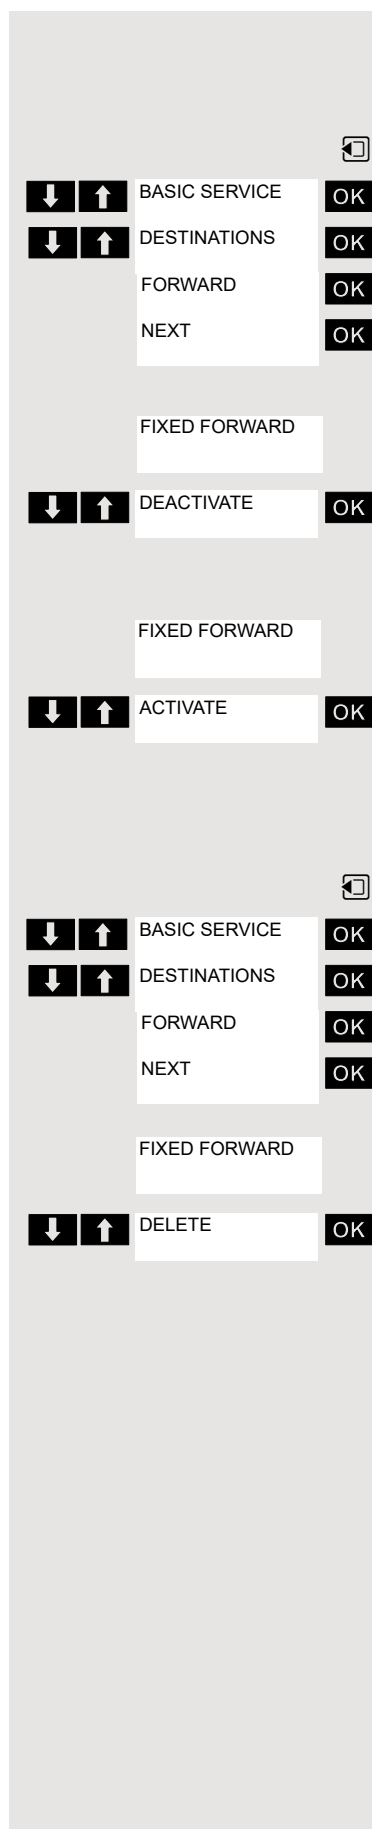 BASIC SERVICE OK
DESTINATIONS OK
FORWARD OK
NEXT OK
FIXED FORWARD
DEACTIVATE OK
FIXED FORWARD
ACTIVATE OK
BASIC SERVICE OK
DESTINATIONS OK
FORWARD OK
NEXT OK
FIXED FORWARD
DELETE OK